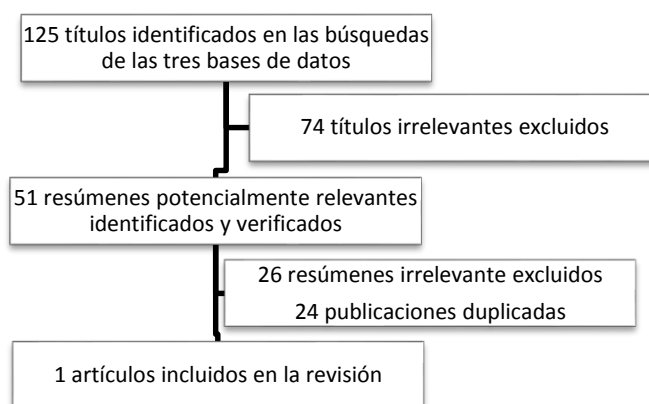 125 títulos identificados en las búsquedas
de las tres bases de datos
74 títulos irrelevantes excluidos
51 resúmenes potencialmente relevantes
identificados y verificados
26 resúmenes irrelevante excluidos
24 publicaciones duplicadas
1 artículos incluidos en la revisión